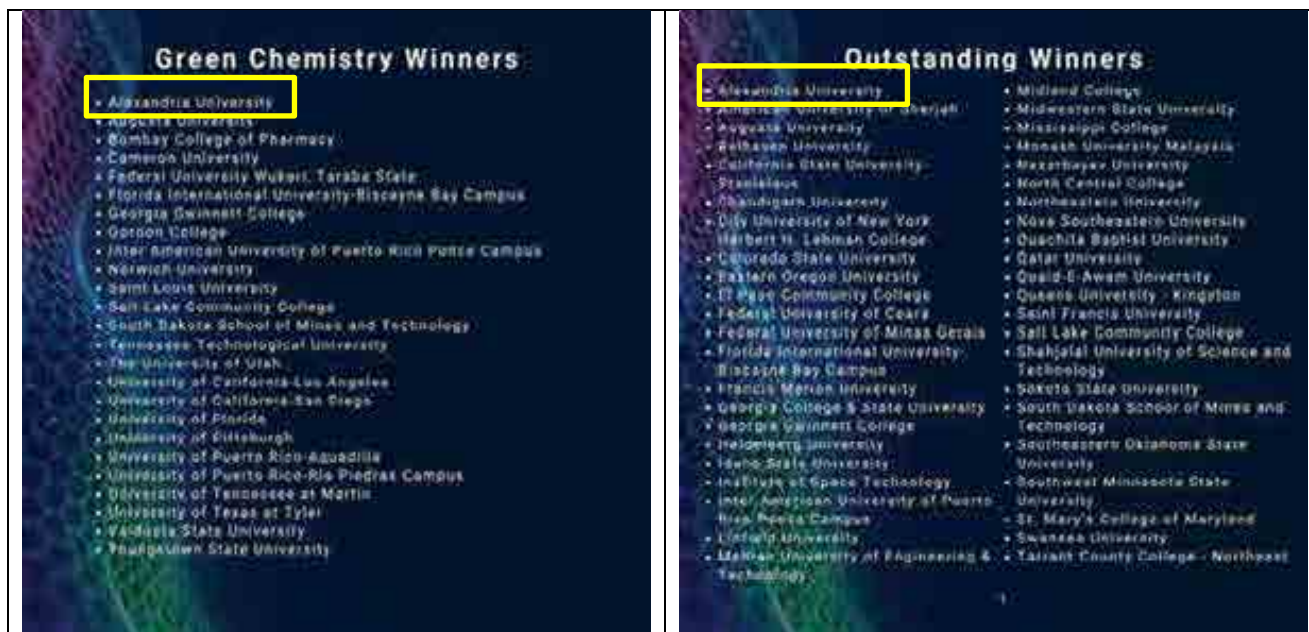 Green Chemistry Winners
• Alexandria University
• Augusta University
• Bombay College of Pharmacy
• Cameron University
• Federal University Wukari, Taraba State
• Florida International University-Biscayne Bay Campus
• Georgia Gwinnett College
• Gordon College
• Inter American University of Puerto Rico Ponce Campus
• Norwich University
• Saint Louis University
• Salt Lake Community College
• South Dakota School of Mines and Technology
• Tennessee Technological University
• The University of Utah
• University of California-Los Angeles
• University of California-San Diego
• University of Florida
• University of Pittsburgh
• University of Puerto Rico-Aguadilla
• University of Puerto Rico-Rio Piedras Campus
• University of Tennessee at Martin
• University of Texas at Tyler
• Valdosta State University
• Youngstown State University
Outstanding Winners
• Alexandria University
• American University of Sharjah
• Augusta University
• Belhaven University
• California State University
Stanislaus
• Chandigarh University
• City University of New York
Herbert H. Lehman College
• Colorado State University
• Eastern Oregon University
• El Paso Community College
• Federal University of Ceara
• Federal University of Minas Gerais
• Florida International University-
Biscayne Bay Campus
• Francis Marion University
• Georgia College & State University
• Georgia Gwinnett College
• Heidelberg University
• Idaho State University
• Institute of Space Technology
• Inter American University of Puerto
Rico Ponce Campus
• Linfield University
• Mehran University of Engineering &
Technology
• Midland College
• Midwestern State University
• Mississippi College
• Monash University Malaysia
• Nazarbayev University
• North Central College
• Northeastern University
• Nova Southeastern University
• Ouachita Baptist University
• Qatar University
• Quaid-E-Awam University
• Queens University - Kingston
• Saint Francis University
• Salt Lake Community College
• Shahjalal University of Science and
Technology
• Sokoto State University
• South Dakota School of Mines and
Technology
• Southeastern Oklahoma State
University
• Southwest Minnesota State
University
• St. Mary's College of Maryland
• Swansea University
• Tarrant County College - Northeast